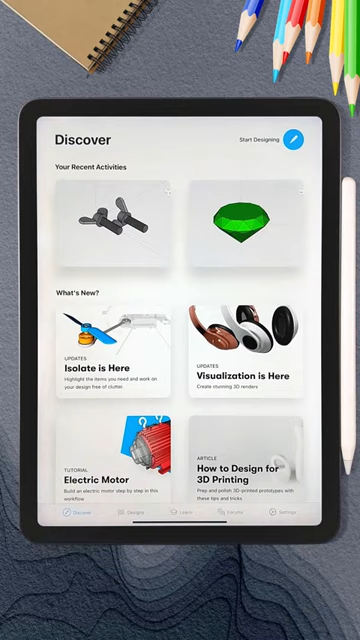 Discover
Start Designing
Your Recent Activities
What's New?
UPDATES
Isolate is Here
Highlight the items you need and work on
your design free of clutter
UPDATES
Visualization is Here
Create stunning 3D renders
TUTORIAL
Electric Motor
Build an electric motor step by step in this
workflow
ARTICLE
How to Design for
3D Printing
Prep and polish 3D-printed prototypes with
these tips and tricks
Discover
Designs
Learn
Forums
Settings